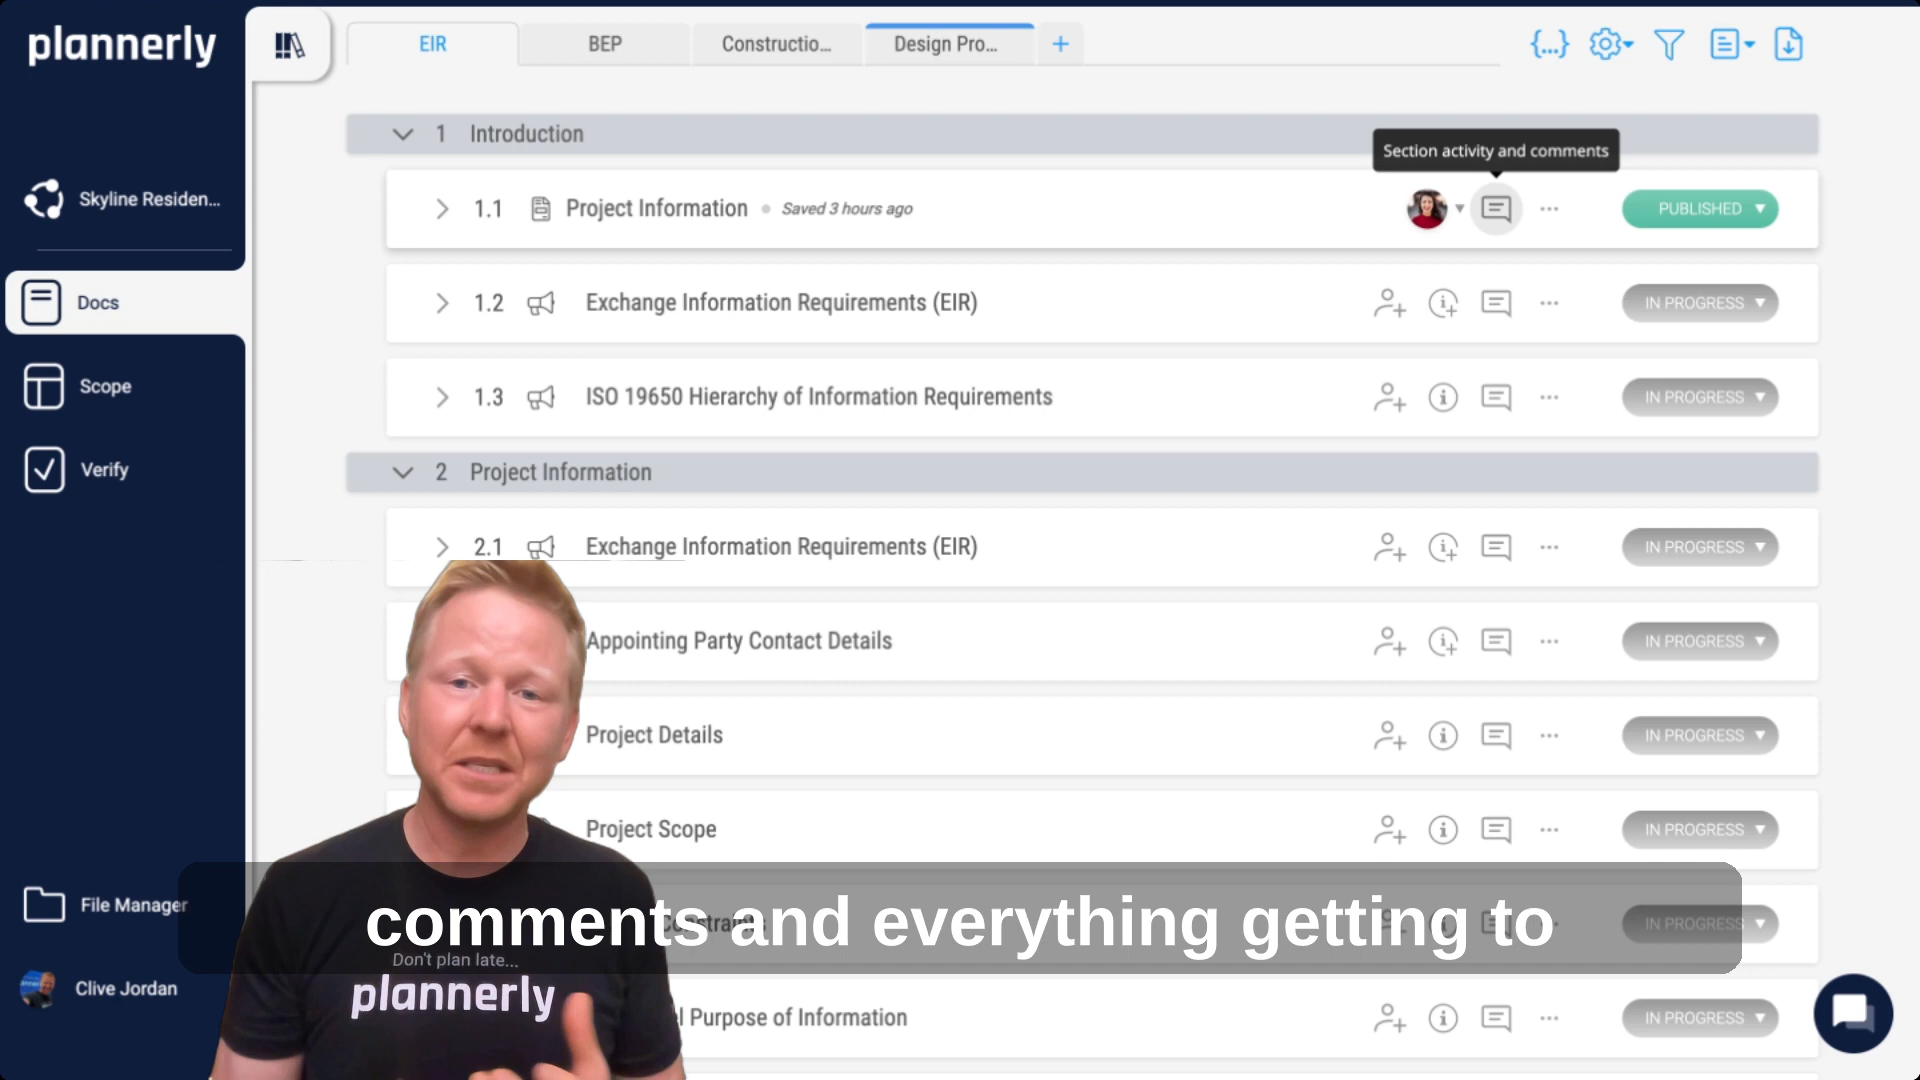 plannerly
EIR
BEP
Constructio...
Design Pro...
+
{...}
1 Introduction
Section activity and comments
Skyline Residen...
1.1 Project Information • Saved 3 hours ago
PUBLISHED
Docs
1.2 Exchange Information Requirements (EIR)
IN PROGRESS
Scope
1.3 ISO 19650 Hierarchy of Information Requirements
IN PROGRESS
Verify
2 Project Information
2.1 Exchange Information Requirements (EIR)
IN PROGRESS
Appointing Party Contact Details
IN PROGRESS
Project Details
IN PROGRESS
Project Scope
IN PROGRESS
File Manager
comments and everything getting to
IN PROGRESS
Don't plan late...
plannerly
Clive Jordan
l Purpose of Information
IN PROGRESS